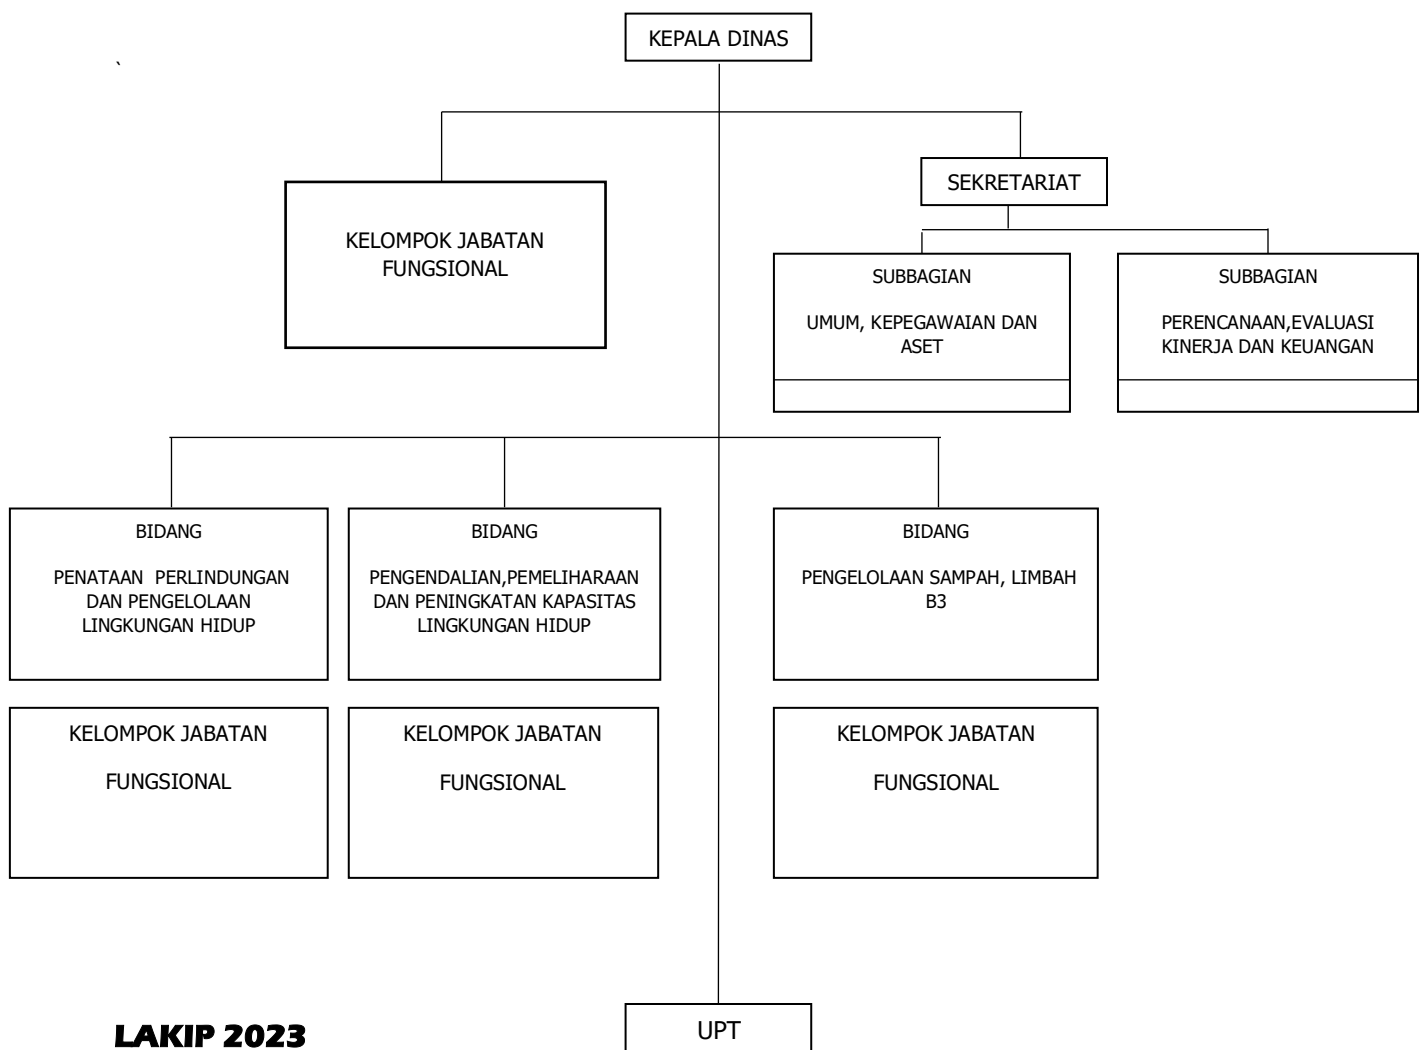 KEPALA DINAS
`
SEKRETARIAT
KELOMPOK JABATAN
FUNGSIONAL
SUBBAGIAN
UMUM, KEPEGAWAIAN DAN
ASET
SUBBAGIAN
PERENCANAAN,EVALUASI
KINERJA DAN KEUANGAN
BIDANG
PENATAAN  PERLINDUNGAN
DAN PENGELOLAAN
LINGKUNGAN HIDUP
BIDANG
PENGENDALIAN,PEMELIHARAAN
DAN PENINGKATAN KAPASITAS
LINGKUNGAN HIDUP
BIDANG
PENGELOLAAN SAMPAH, LIMBAH
B3
KELOMPOK JABATAN
FUNGSIONAL
KELOMPOK JABATAN
FUNGSIONAL
KELOMPOK JABATAN
FUNGSIONAL
UPT
LAKIP 2023